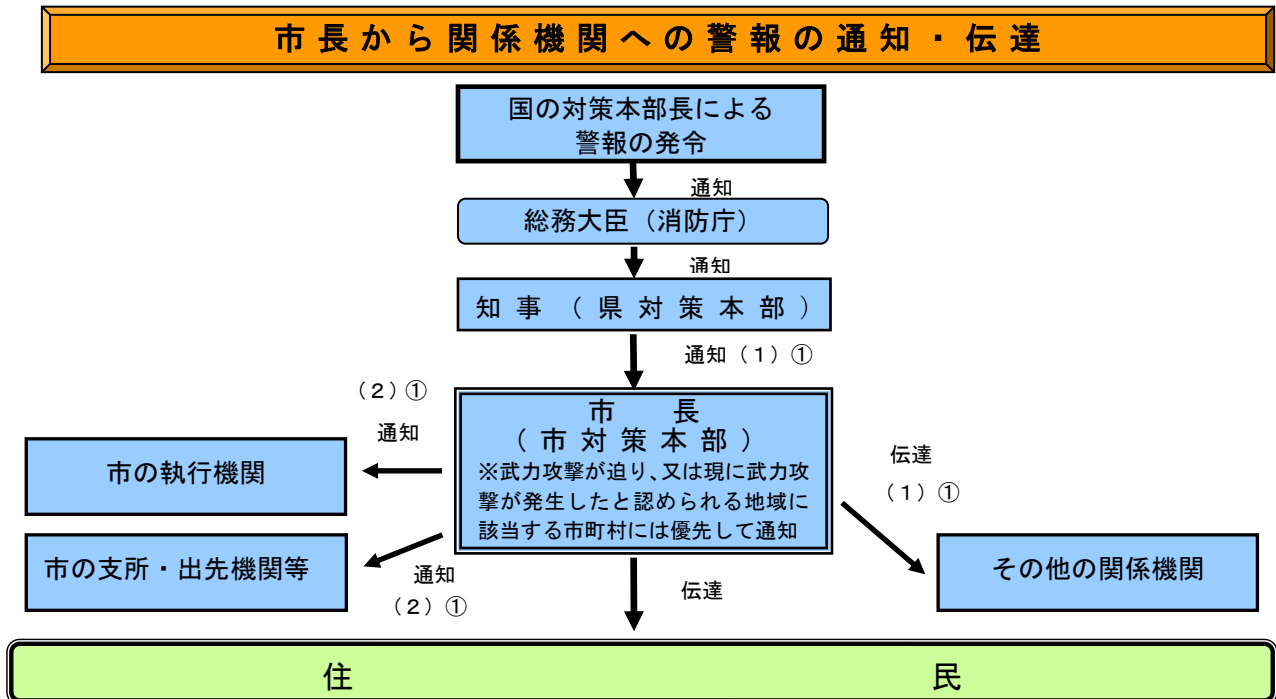 市長から関係機関への警報の通知・伝達
国の対策本部長による
警報の発令
通知
総務大臣（消防庁）
通知
知事（県対策本部）
通知（１）①
（２）①
通知
市の執行機関
市長
（市対策本部）
※武力攻撃が迫り、又は現に武力攻
撃が発生したと認められる地域に
該当する市町村には優先して通知
伝達
（１）①
市の支所・出先機関等
通知
（２）①
伝達
その他の関係機関
住民